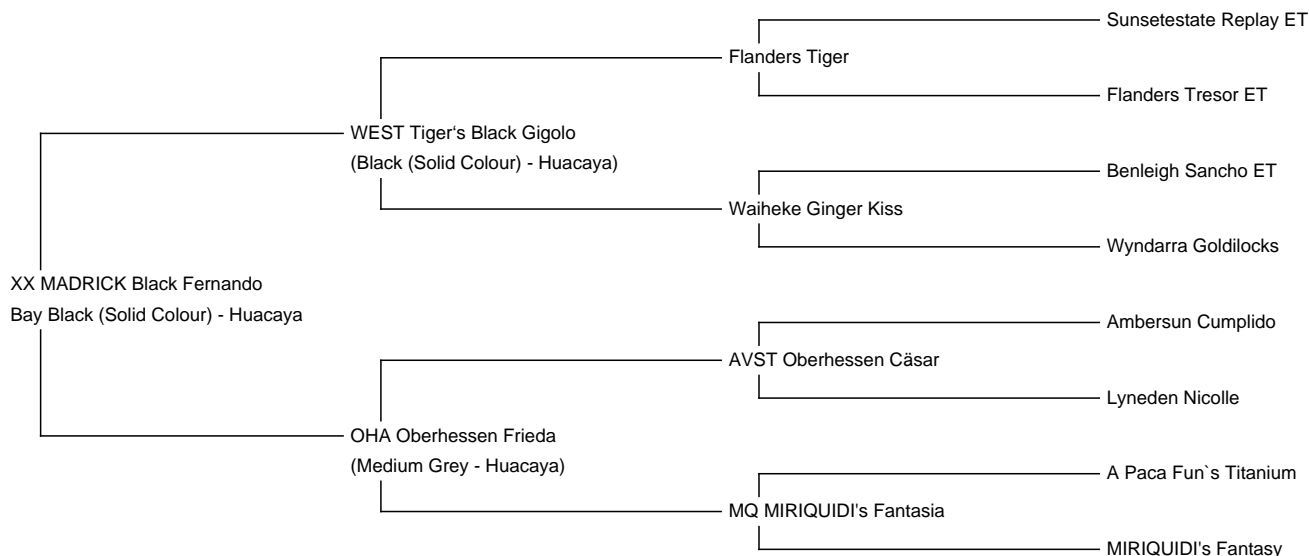 Sunsetestate Replay ET
Flanders Tiger
Flanders Tresor ET
WEST Tiger‘s Black Gigolo
(Black (Solid Colour) - Huacaya)
Benleigh Sancho ET
Waiheke Ginger Kiss
Wyndarra Goldilocks
XX MADRICK Black Fernando
Bay Black (Solid Colour) - Huacaya
Ambersun Cumplido
AVST Oberhessen Cäsar
Lyneden Nicolle
OHA Oberhessen Frieda
(Medium Grey - Huacaya)
A Paca Fun`s Titanium
MQ MIRIQUIDI's Fantasia
MIRIQUIDI's Fantasy